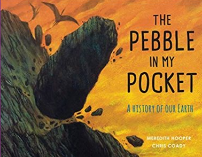 THE
PEBBLE
IN MY
POCKET
A HISTORY OF OUR EARTH
MEREDITH HOOPER
CHRIS COADY